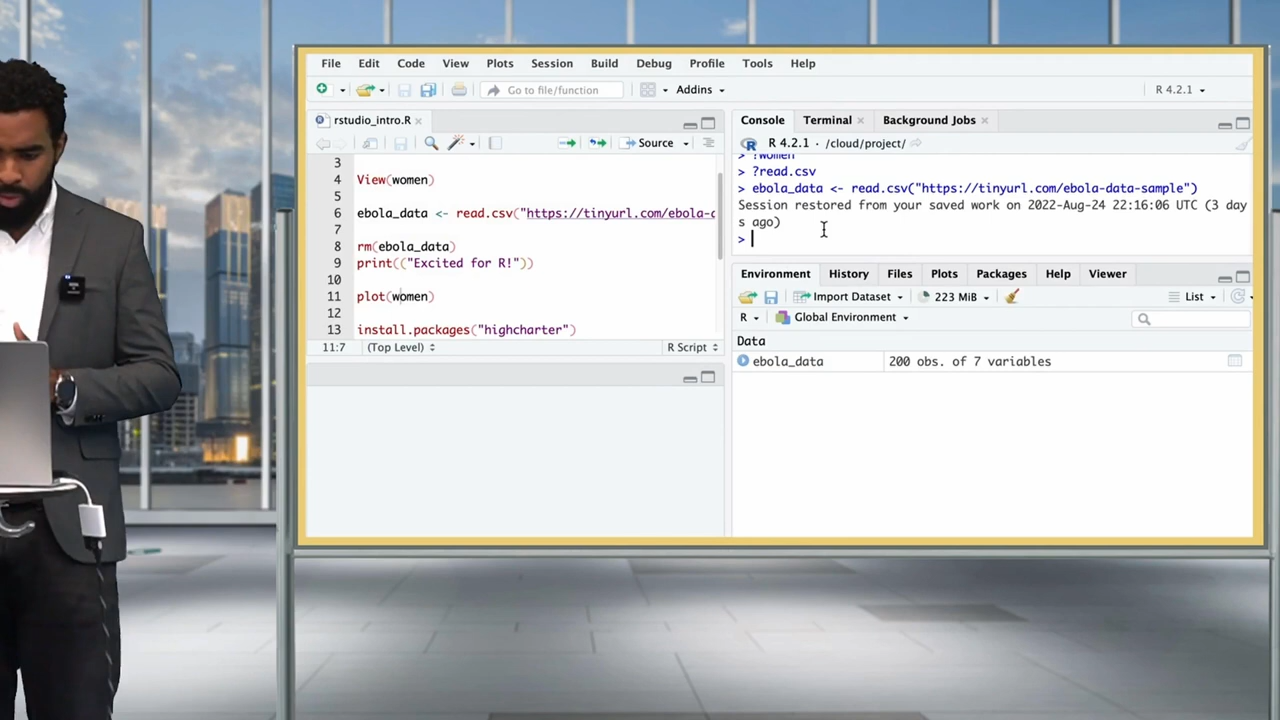 File Edit Code View Plots Session Build Debug Profile Tools Help
Go to file/function Addins R 4.2.1
rstudio_intro.R
Source
3
4 View(women)
5
6 ebola_data <- read.csv("https://tinyurl.com/ebola-d
7
8 rm(ebola_data)
9 print(("Excited for R!"))
10
11 plot(women)
12
13 install.packages("highcharter")
11:7 (Top Level) R Script
Console Terminal Background Jobs
R 4.2.1 · /cloud/project/
> ?women
> ?read.csv
> ebola_data <- read.csv("https://tinyurl.com/ebola-data-sample")
Session restored from your saved work on 2022-Aug-24 22:16:06 UTC (3 day
s ago)
>
Environment History Files Plots Packages Help Viewer
Import Dataset 223 MiB List
R Global Environment
Data
ebola_data 200 obs. of 7 variables